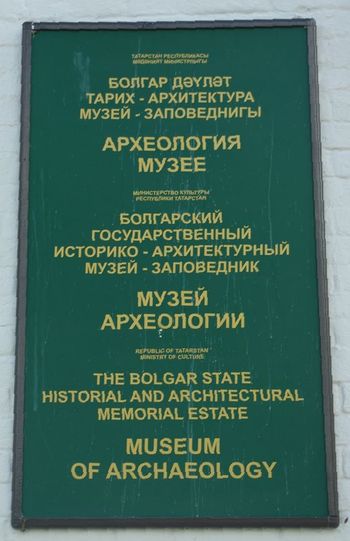 ТАТАРСТАН РЕСПУБЛИКАСЫ
МӘДӘНИЯТ МИНИСТРЛЫГЫ
БОЛГАР ДӘҮЛӘТ
ТАРИХ - АРХИТЕКТУРА
МУЗЕЙ - ЗАПОВЕДНИГЫ
АРХЕОЛОГИЯ
МУЗЕЕ
МИНИСТЕРСТВО КУЛЬТУРЫ
РЕСПУБЛИКИ ТАТАРСТАН
БОЛГАРСКИЙ
ГОСУДАРСТВЕННЫЙ
ИСТОРИКО - АРХИТЕКТУРНЫЙ
МУЗЕЙ - ЗАПОВЕДНИК
МУЗЕЙ
АРХЕОЛОГИИ
REPUBLIC OF TATARSTAN
MINISTRY OF CULTURE
THE BOLGAR STATE
HISTORIAL AND ARCHITECTURAL
MEMORIAL ESTATE
MUSEUM
OF ARCHAEOLOGY